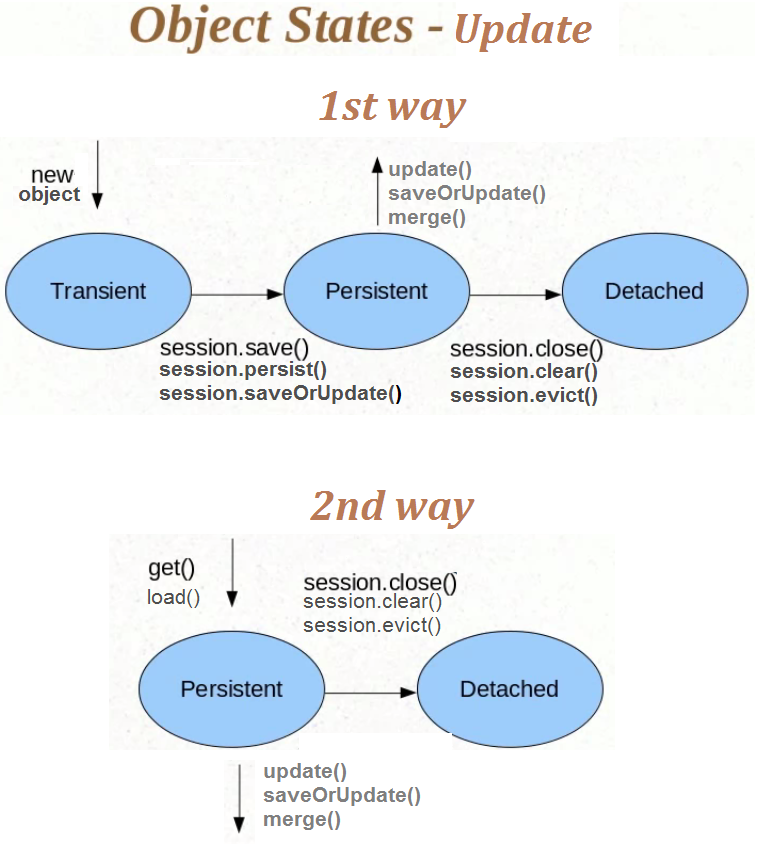 Object States - Update
1st way
new
object
update()
saveOrUpdate()
merge()
Transient
Persistent
Detached
session.save()
session.persist()
session.saveOrUpdate()
session.close()
session.clear()
session.evict()
2nd way
get()
load()
session.close()
session.clear()
session.evict()
Persistent
Detached
update()
saveOrUpdate()
merge()